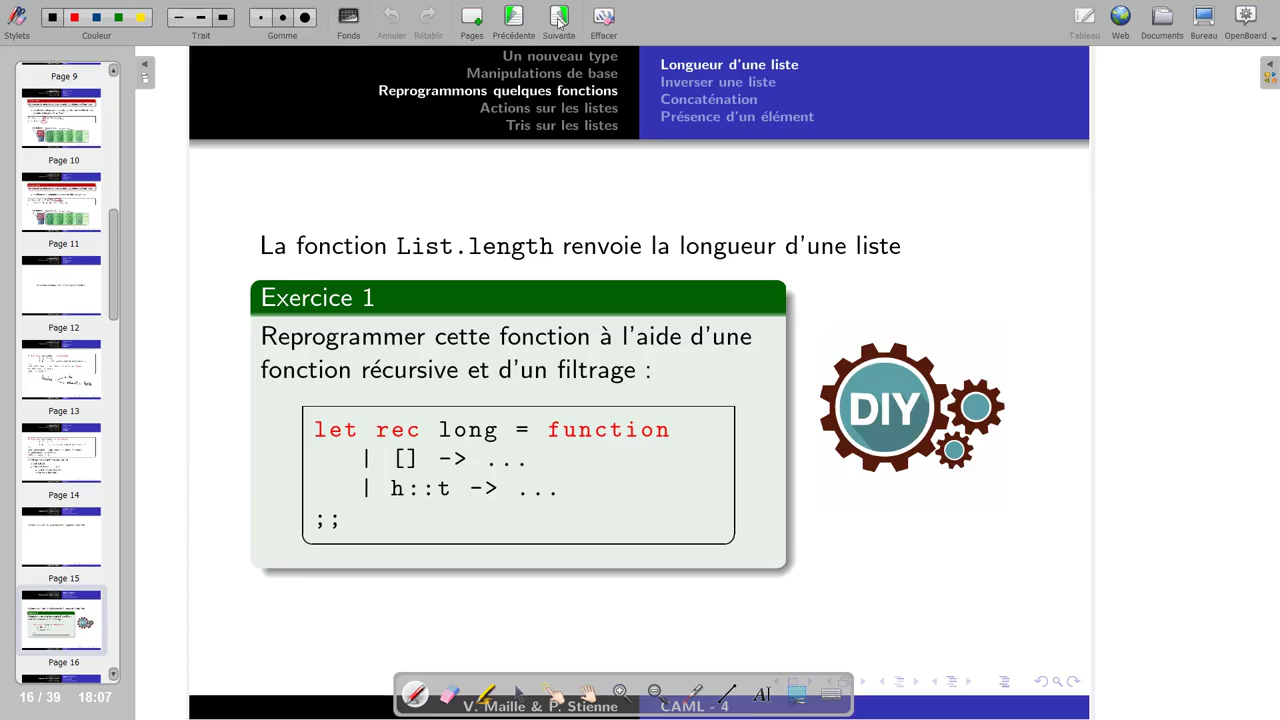 Stylets
Couleur
Trait
Gomme
Fonds
Annuler
Rétablir
Pages
Précédente
Suivante
Effacer
Tableau
Web
Documents
Bureau
OpenBoard
Page 9
Page 10
Page 11
Page 12
Page 13
Page 14
Page 15
Page 16
16 / 39
18:07
Un nouveau type
Manipulations de base
Reprogrammons quelques fonctions
Actions sur les listes
Tris sur les listes
Longueur d'une liste
Inverser une liste
Concaténation
Présence d'un élément
La fonction List.length renvoie la longueur d'une liste
Exercice 1
Reprogrammer cette fonction à l'aide d'une
fonction récursive et d'un filtrage :
let rec long = function
| [] -> ...
| h::t -> ...
;;
DIY
AI
V. Maille & P. Stienne
CAML - 4